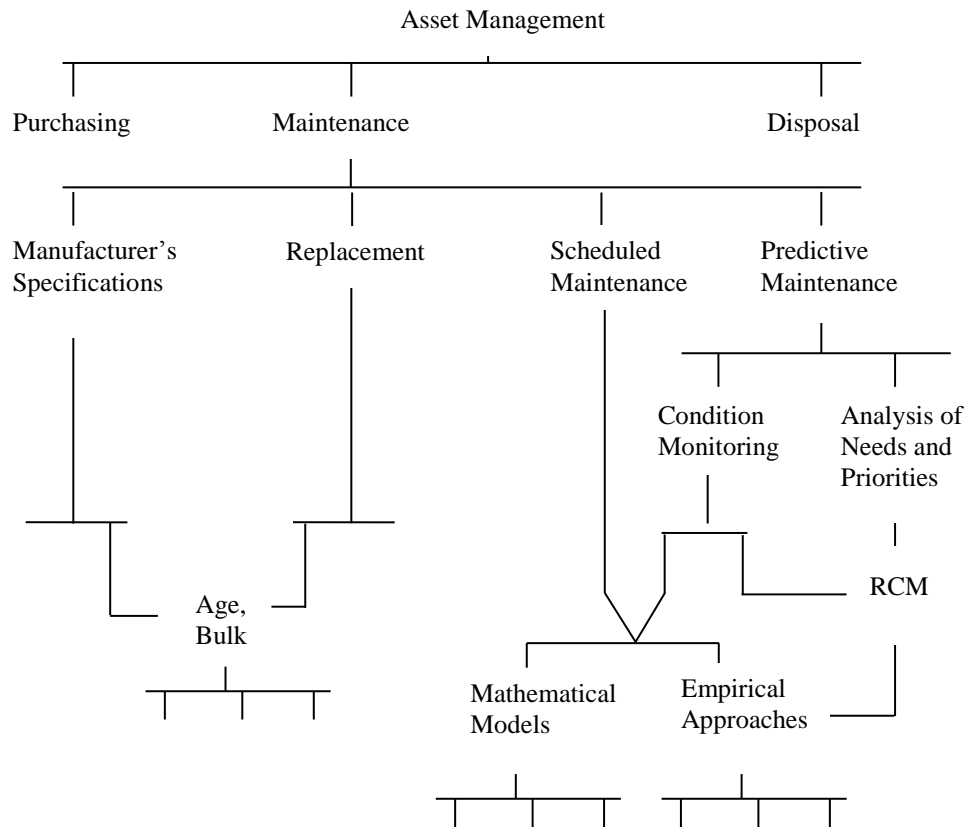 Asset Management
Purchasing
Maintenance
Disposal
Manufacturer’s
Specifications
Replacement
Scheduled
Maintenance
Predictive
Maintenance
Condition
Monitoring
Analysis of
Needs and
Priorities
Age,
Bulk
RCM
Mathematical
Models
Empirical
Approaches